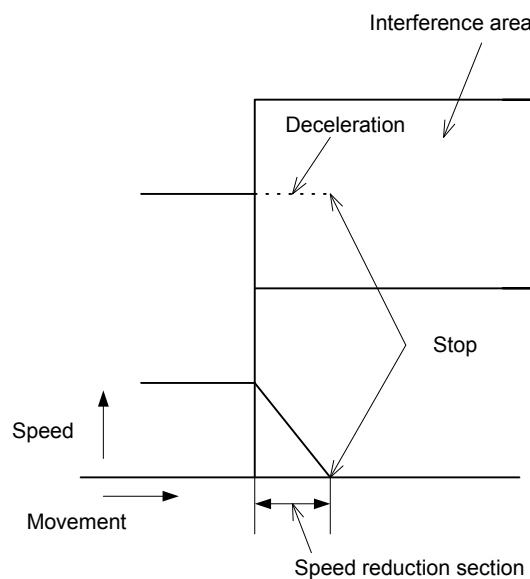 Interference area
Deceleration
Stop
Speed
Movement
Speed reduction section